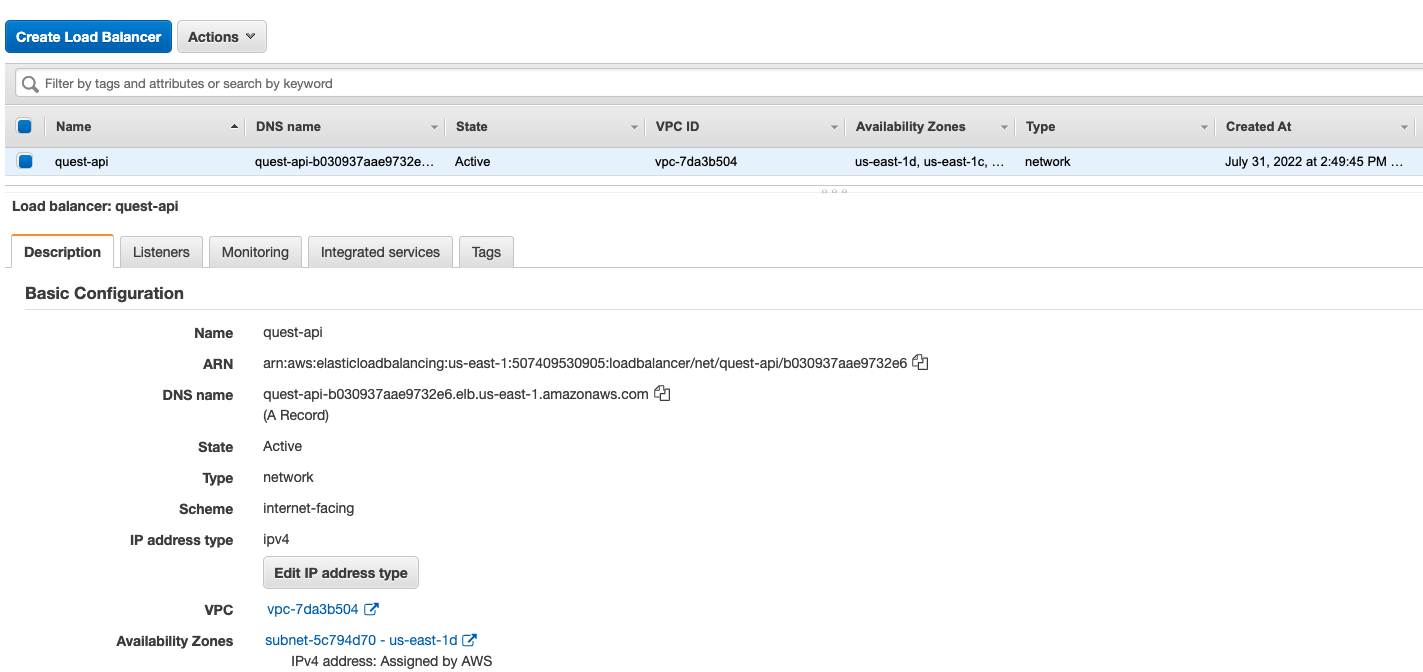 Create Load Balancer Actions
Filter by tags and attributes or search by keyword
Name DNS name State VPC ID Availability Zones Type Created At
quest-api quest-api-b030937aae9732e... Active vpc-7da3b504 us-east-1d, us-east-1c, ... network July 31, 2022 at 2:49:45 PM ...
Load balancer: quest-api
Description Listeners Monitoring Integrated services Tags
Basic Configuration
Name quest-api
ARN arn:aws:elasticloadbalancing:us-east-1:507409530905:loadbalancer/net/quest-api/b030937aae9732e6
DNS name quest-api-b030937aae9732e6.elb.us-east-1.amazonaws.com
(A Record)
State Active
Type network
Scheme internet-facing
IP address type ipv4
Edit IP address type
VPC vpc-7da3b504
Availability Zones subnet-5c794d70 - us-east-1d
IPv4 address: Assigned by AWS